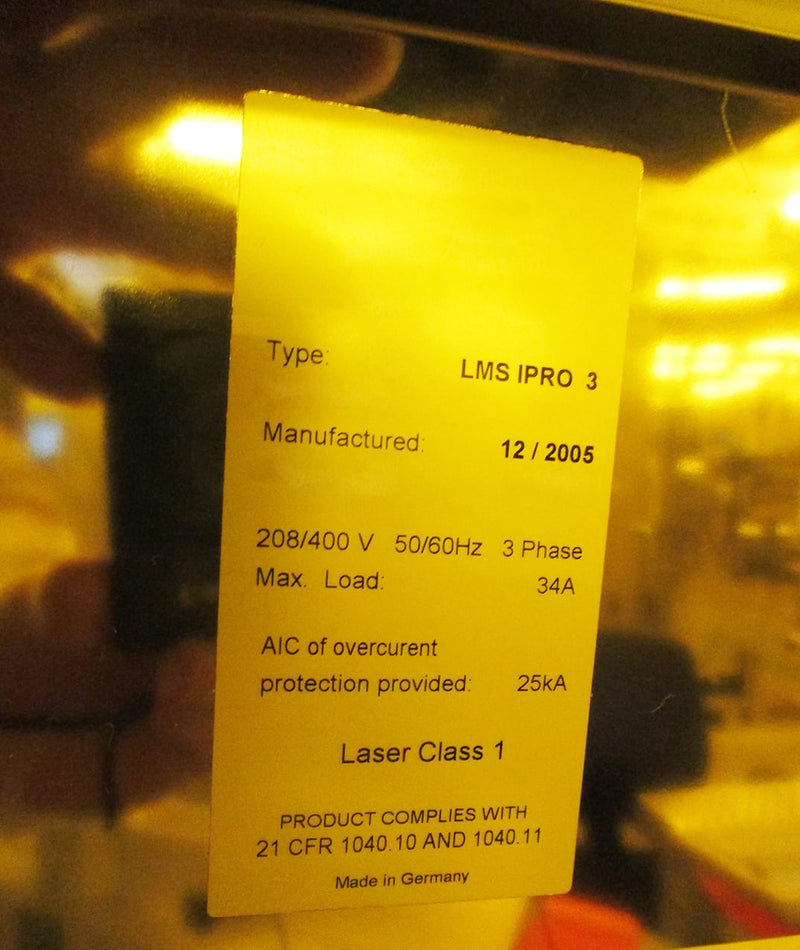 Type: LMS IPRO 3
Manufactured: 12 / 2005
208/400 V 50/60Hz 3 Phase
Max. Load: 34A
AIC of overcurent
protection provided: 25kA
Laser Class 1
PRODUCT COMPLIES WITH
21 CFR 1040.10 AND 1040.11
Made in Germany